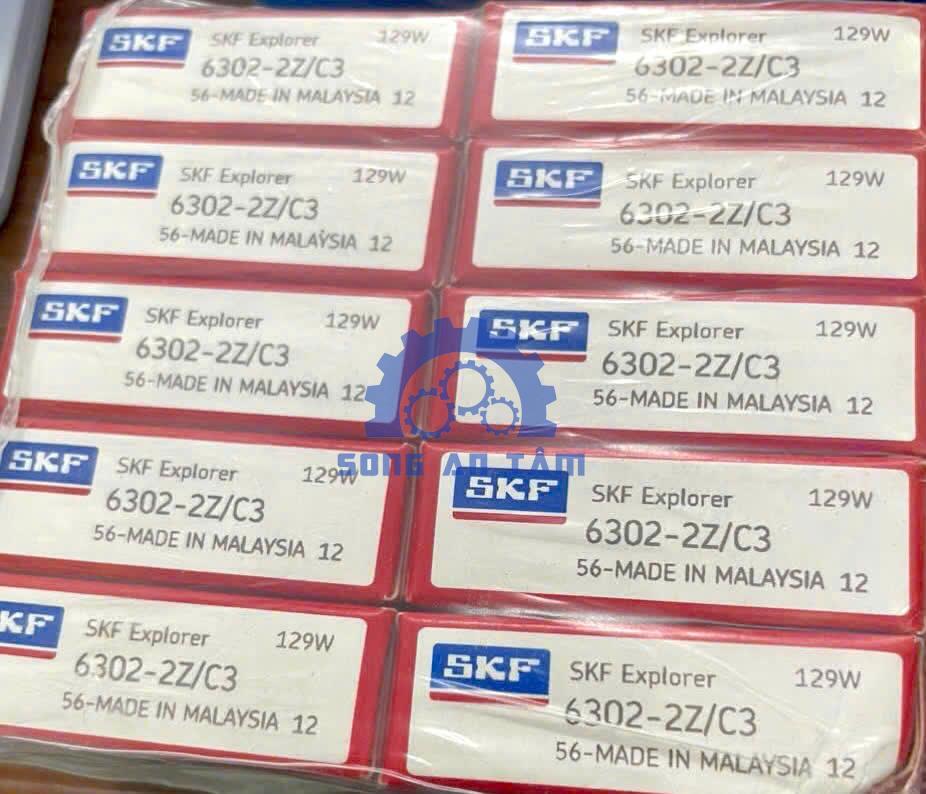 SKF SKF Explorer 129W
6302-2Z/C3
56-MADE IN MALAYSIA 12
SKF SKF Explorer 129W
6302-2Z/C3
56-MADE IN MALAYSIA 12
SKF SKF Explorer 129W
6302-2Z/C3
56-MADE IN MALAYSIA 12
SKF SKF Explorer 129W
6302-2Z/C3
56-MADE IN MALAYSIA 12
SKF SKF Explorer 129W
6302-2Z/C3
56-MADE IN MALAYSIA 12
SKF SKF Explorer 129W
6302-2Z/C3
56-MADE IN MALAYSIA 12
SONG AN TÂM
SKF SKF Explorer 129W
6302-2Z/C3
56-MADE IN MALAYSIA 12
SKF SKF Explorer 129W
6302-2Z/C3
56-MADE IN MALAYSIA 12
KF SKF Explorer 129W
6302-2Z/C3
56-MADE IN MALAYSIA 12
SKF SKF Explorer 129W
6302-2Z/C3
56-MADE IN MALAYSIA 12